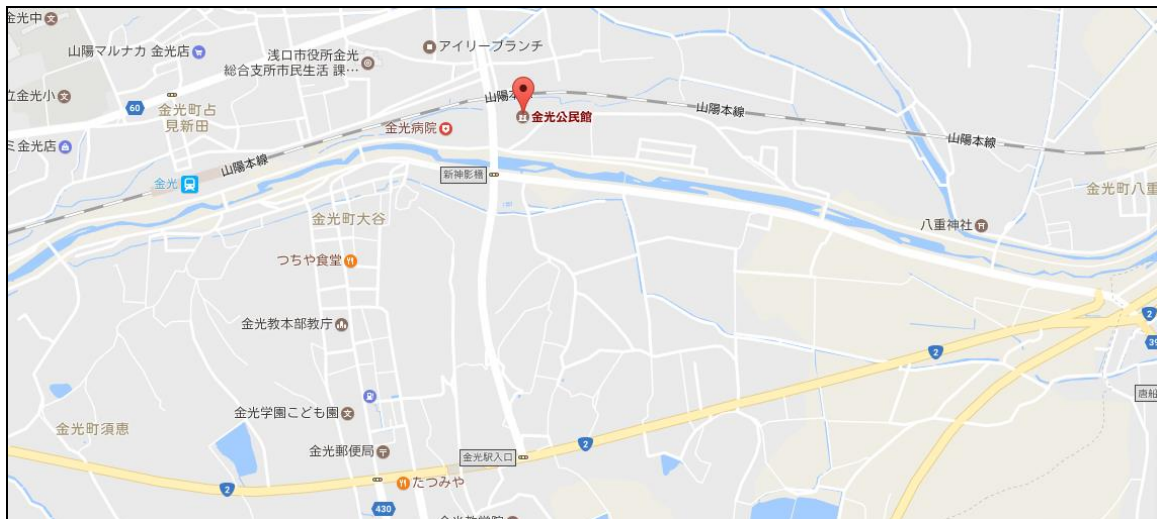 金光中
山陽マルナカ 金光店
浅口市役所金光
総合支所市民生活 課…
アイリーブランチ
立金光小
60
金光町占
見新田
山陽本
金光公民館
山陽本線
山陽本線
金光病院
ミ金光店
山陽本線
金光
新神影橋
金光町八重
金光町大谷
八重神社
つちや食堂
金光教本部教庁
2
2
39
唐船
金光学園こども園
金光町須恵
金光郵便局
金光駅入口
2
たつみや
2
430